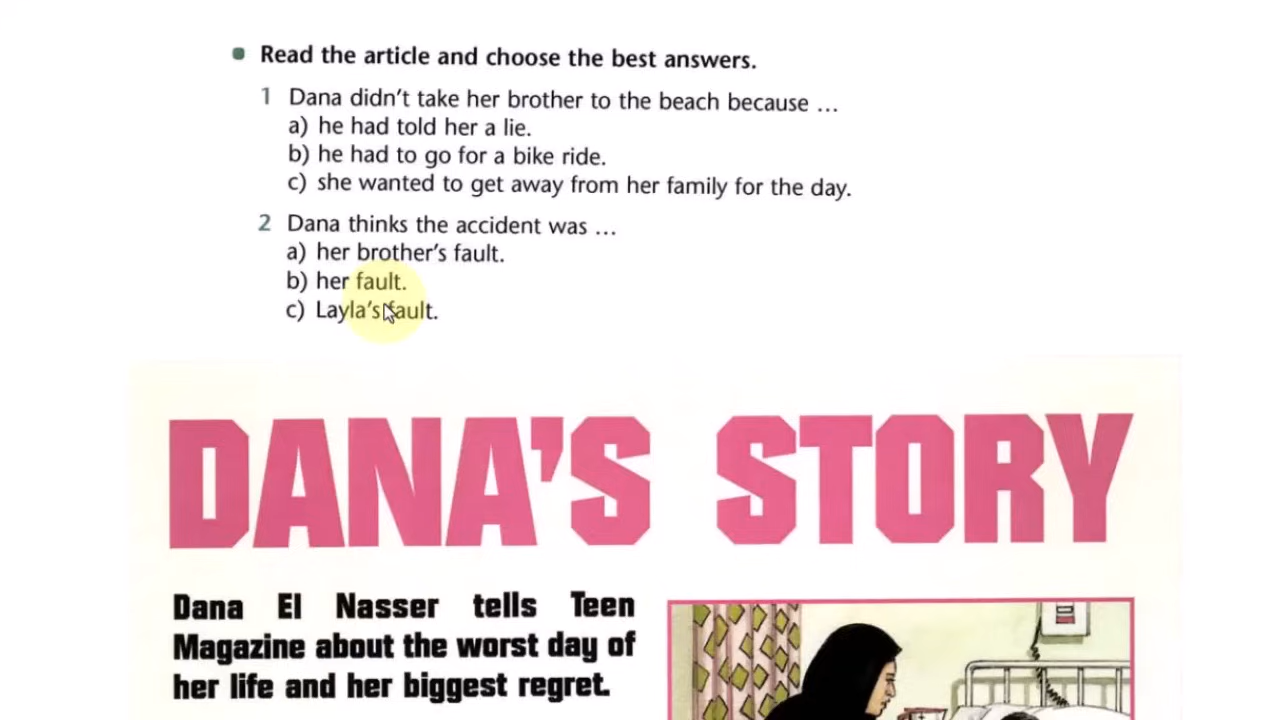 Read the article and choose the best answers.
1 Dana didn't take her brother to the beach because ...
a) he had told her a lie.
b) he had to go for a bike ride.
c) she wanted to get away from her family for the day.
2 Dana thinks the accident was ...
a) her brother's fault.
b) her fault.
c) Layla's fault.
DANA'S STORY
Dana El Nasser tells Teen
Magazine about the worst day of
her life and her biggest regret.